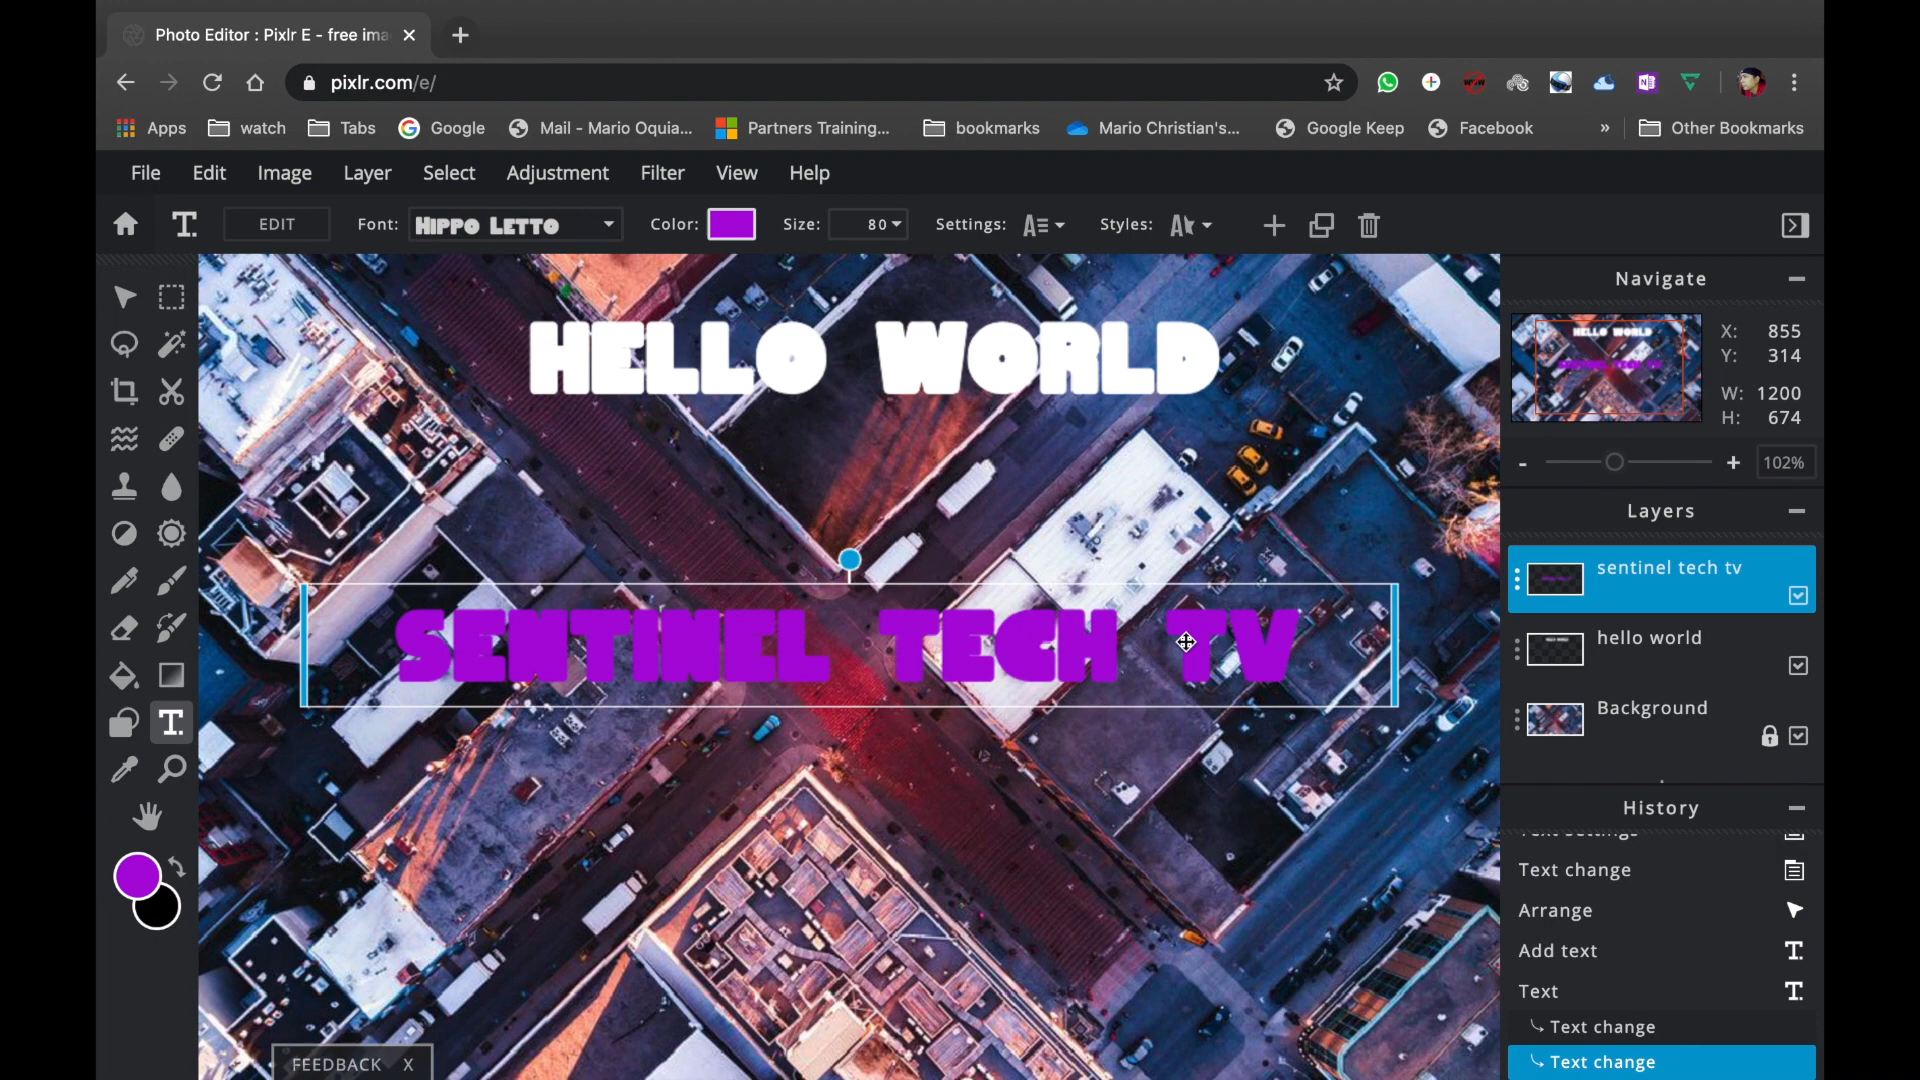 Photo Editor : Pixlr E - free ima
pixlr.com/e/
Apps watch Tabs Google Mail - Mario Oquia... Partners Training... bookmarks Mario Christian's... Google Keep Facebook » Other Bookmarks
File Edit Image Layer Select Adjustment Filter View Help
EDIT Font: HIPPO LETTO Color: Size: 80 Settings: Styles:
Navigate
X: 855
Y: 314
W: 1200
H: 674
- + 102%
HELLO WORLD
SENTINEL TECH TV
Layers
sentinel tech tv
hello world
Background
History
Text settings
Text change
Arrange
Add text
Text
Text change
Text change
FEEDBACK X